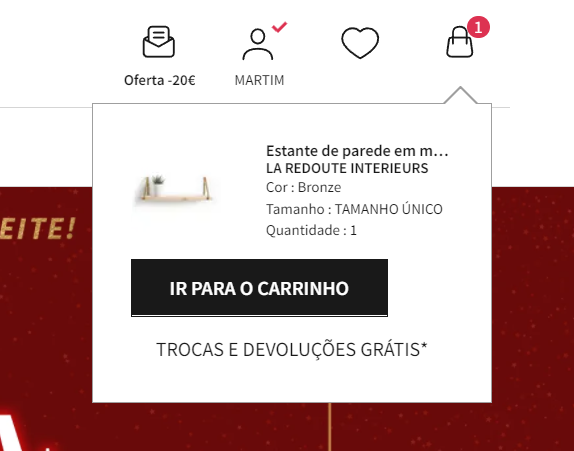 1
Oferta -20€
MARTIM
Estante de parede em m...
LA REDOUTE INTERIEURS
Cor : Bronze
Tamanho : TAMANHO ÚNICO
Quantidade : 1
EITE!
IR PARA O CARRINHO
TROCAS E DEVOLUÇÕES GRÁTIS*